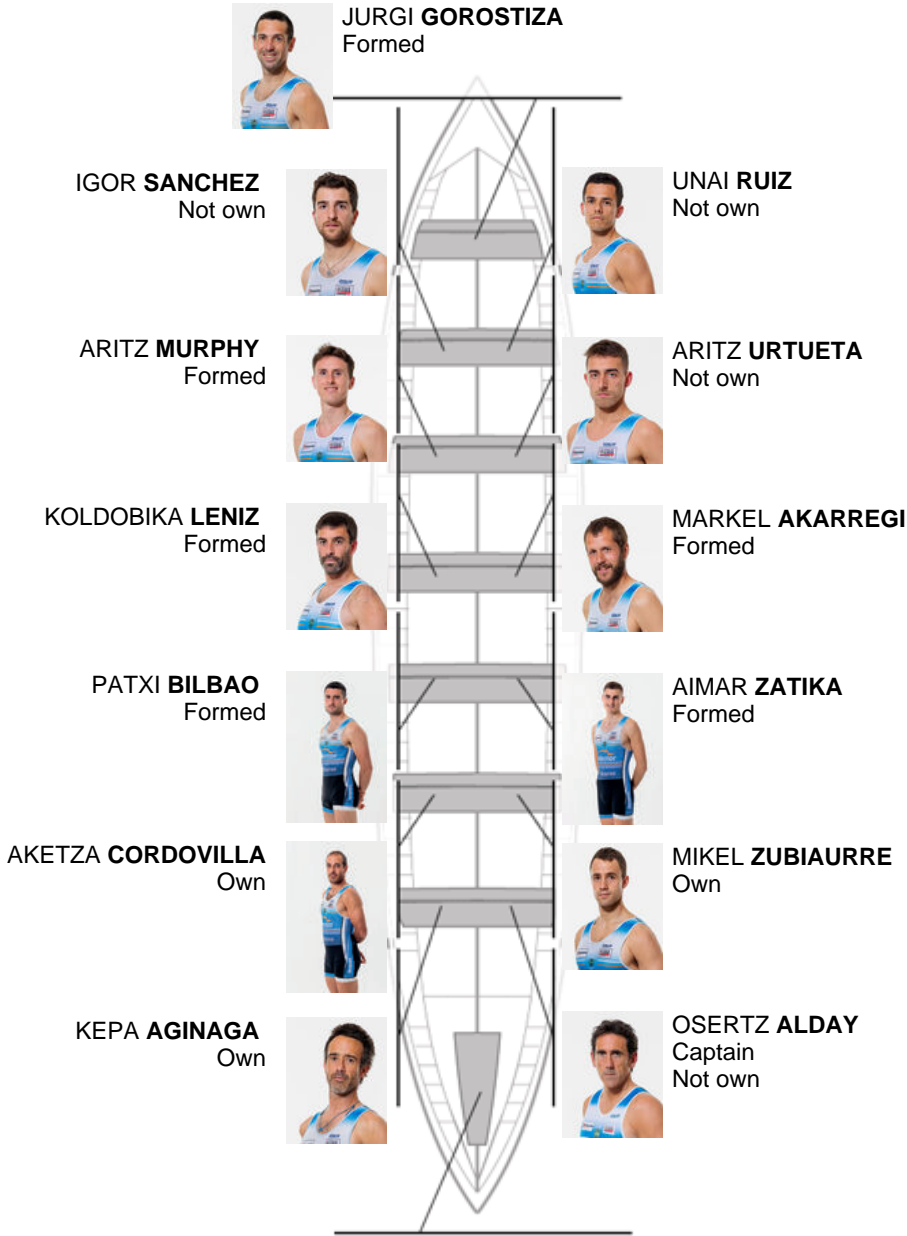 JURGI GOROSTIZA
Formed
IGOR SANCHEZ
Not own
UNAI RUIZ
Not own
ARITZ MURPHY
Formed
ARITZ URTUETA
Not own
KOLDOBIKA LENIZ
Formed
MARKEL AKARREGI
Formed
PATXI BILBAO
Formed
AIMAR ZATIKA
Formed
AKETZA CORDOVILLA
Own
MIKEL ZUBIAURRE
Own
KEPA AGINAGA
Own
OSERTZ ALDAY
Captain
Not own